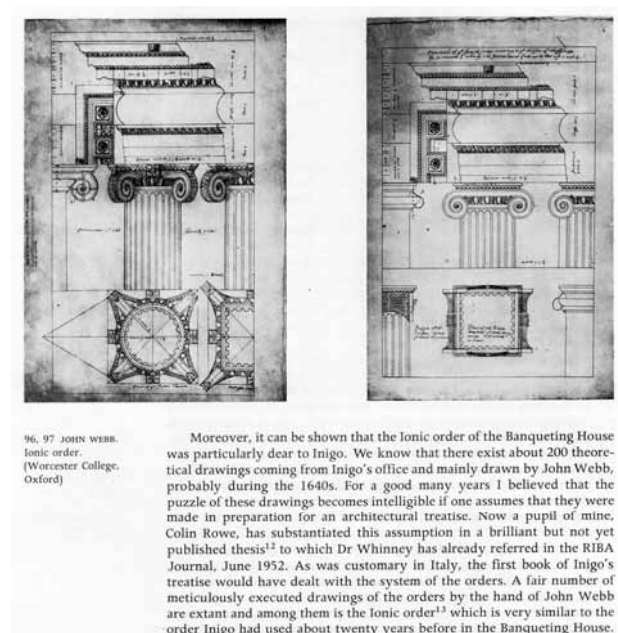 96, 97 JOHN WEBB.
Ionic order.
(Worcester College,
Oxford)
Moreover, it can be shown that the Ionic order of the Banqueting House
was particularly dear to Inigo. We know that there exist about 200 theore-
tical drawings coming from Inigo's office and mainly drawn by John Webb,
probably during the 1640s. For a good many years I believed that the
puzzle of these drawings becomes intelligible if one assumes that they were
made in preparation for an architectural treatise. Now a pupil of mine,
Colin Rowe, has substantiated this assumption in a brilliant but not yet
published thesis¹² to which Dr Whinney has already referred in the RIBA
Journal, June 1952. As was customary in Italy, the first book of Inigo's
treatise would have dealt with the system of the orders. A fair number of
meticulously executed drawings of the orders by the hand of John Webb
are extant and among them is the Ionic order¹³ which is very similar to the
order Inigo had used about twenty years before in the Banqueting House.